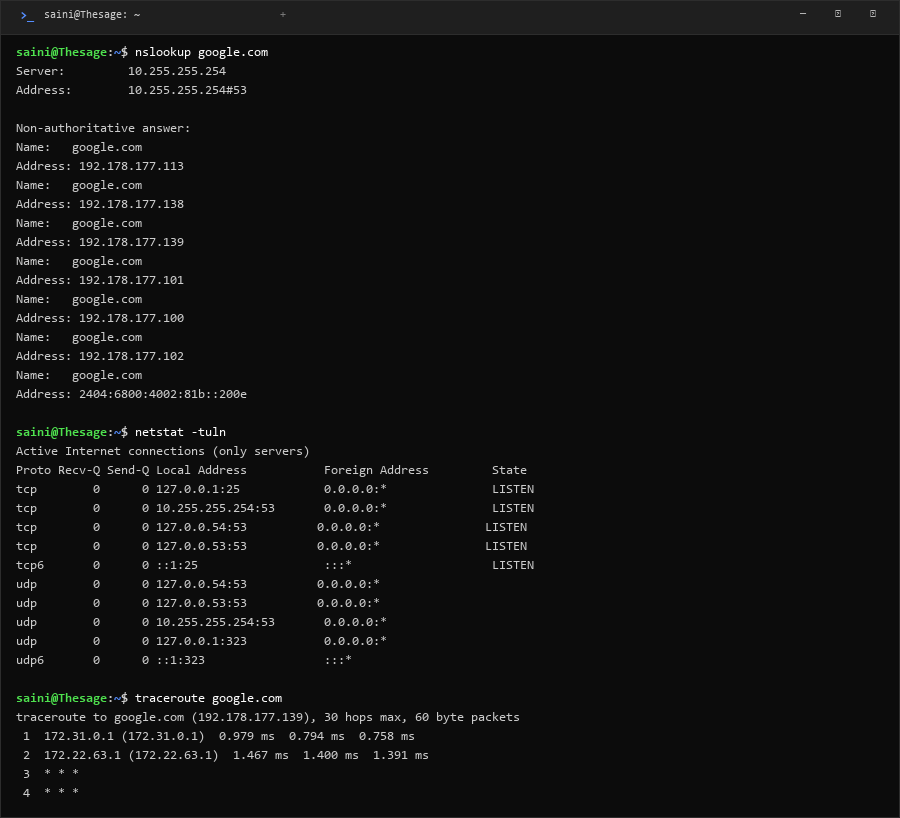 saini@Thesage: ~
+
saini@Thesage:~$ nslookup google.com
Server:         10.255.255.254
Address:        10.255.255.254#53

Non-authoritative answer:
Name:   google.com
Address: 192.178.177.113
Name:   google.com
Address: 192.178.177.138
Name:   google.com
Address: 192.178.177.139
Name:   google.com
Address: 192.178.177.101
Name:   google.com
Address: 192.178.177.100
Name:   google.com
Address: 192.178.177.102
Name:   google.com
Address: 2404:6800:4002:81b::200e

saini@Thesage:~$ netstat -tuln
Active Internet connections (only servers)
Proto Recv-Q Send-Q Local Address           Foreign Address         State
tcp        0      0 127.0.0.1:25            0.0.0.0:*               LISTEN
tcp        0      0 10.255.255.254:53       0.0.0.0:*               LISTEN
tcp        0      0 127.0.0.54:53          0.0.0.0:*               LISTEN
tcp        0      0 127.0.0.53:53          0.0.0.0:*               LISTEN
tcp6       0      0 ::1:25                  :::*                    LISTEN
udp        0      0 127.0.0.54:53          0.0.0.0:*
udp        0      0 127.0.0.53:53          0.0.0.0:*
udp        0      0 10.255.255.254:53       0.0.0.0:*
udp        0      0 127.0.0.1:323           0.0.0.0:*
udp6       0      0 ::1:323                 :::*

saini@Thesage:~$ traceroute google.com
traceroute to google.com (192.178.177.139), 30 hops max, 60 byte packets
 1  172.31.0.1 (172.31.0.1)  0.979 ms  0.794 ms  0.758 ms
 2  172.22.63.1 (172.22.63.1)  1.467 ms  1.400 ms  1.391 ms
 3  * * *
 4  * * *